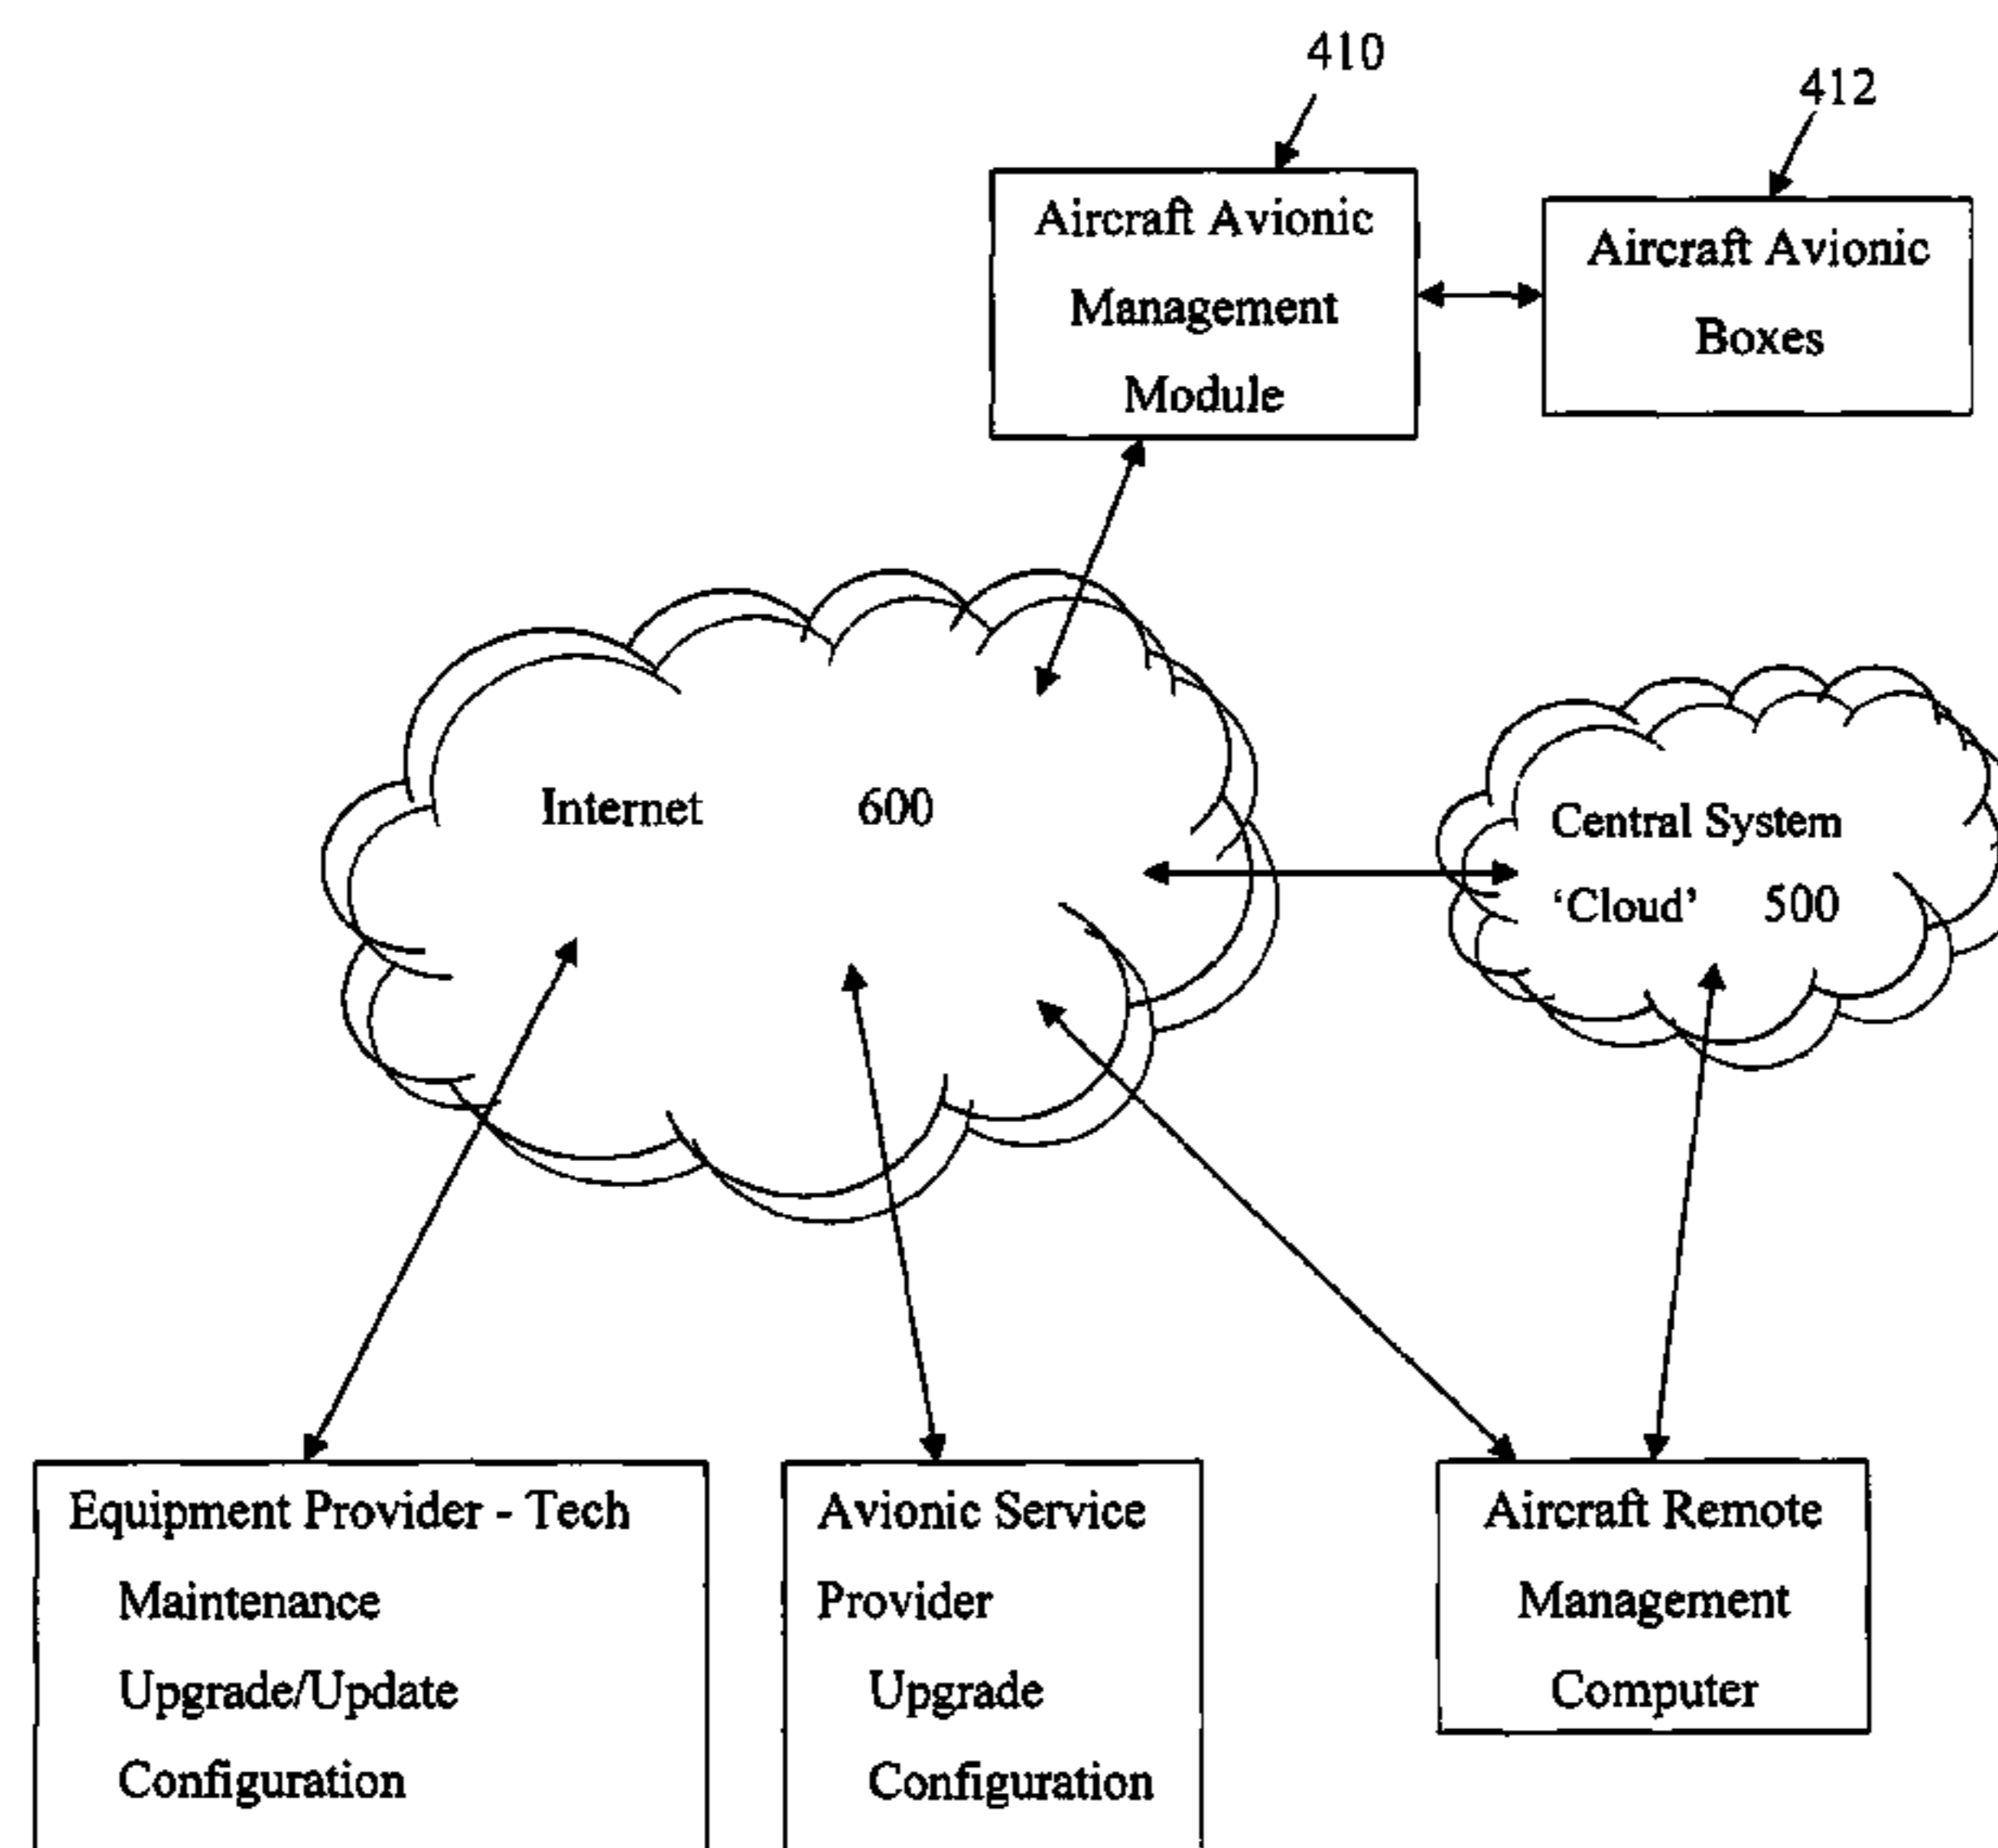 410
412
Aircraft Avionic
Management
Module
Aircraft Avionic
Boxes
Internet 600
Central System
‘Cloud’ 500
Equipment Provider - Tech
Maintenance
Upgrade/Update
Configuration
Avionic Service
Provider
Upgrade
Configuration
Aircraft Remote
Management
Computer